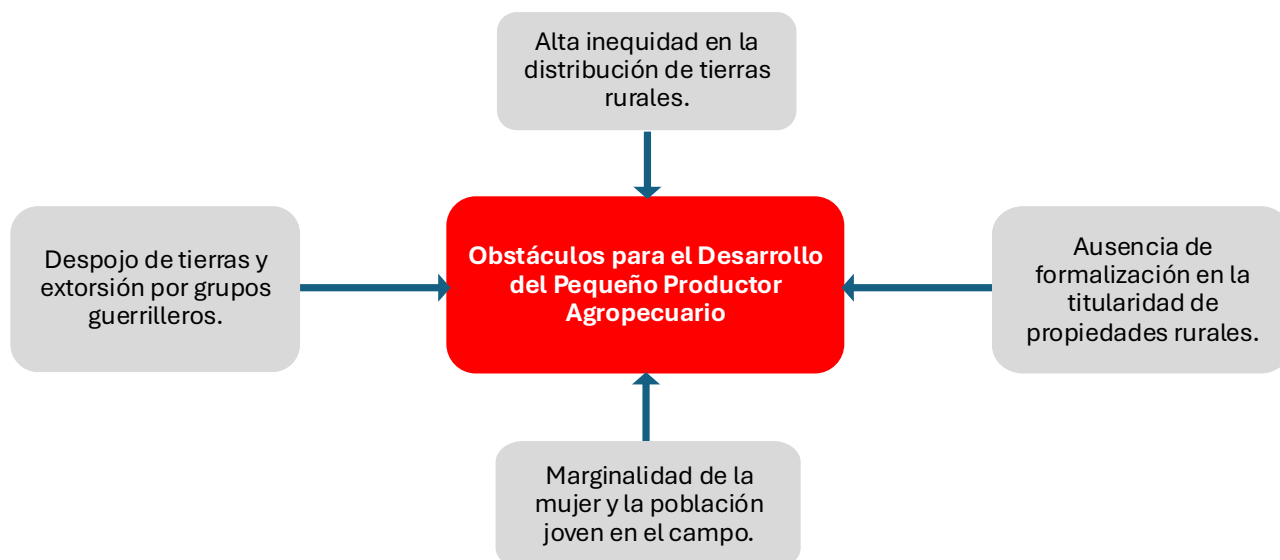 Alta inequidad en la
distribución de tierras
rurales.
Despojo de tierras y
extorsión por grupos
guerrilleros.
Obstáculos para el Desarrollo
del Pequeño Productor
Agropecuario
Ausencia de
formalización en la
titularidad de
propiedades rurales.
Marginalidad de la
mujer y la población
joven en el campo.